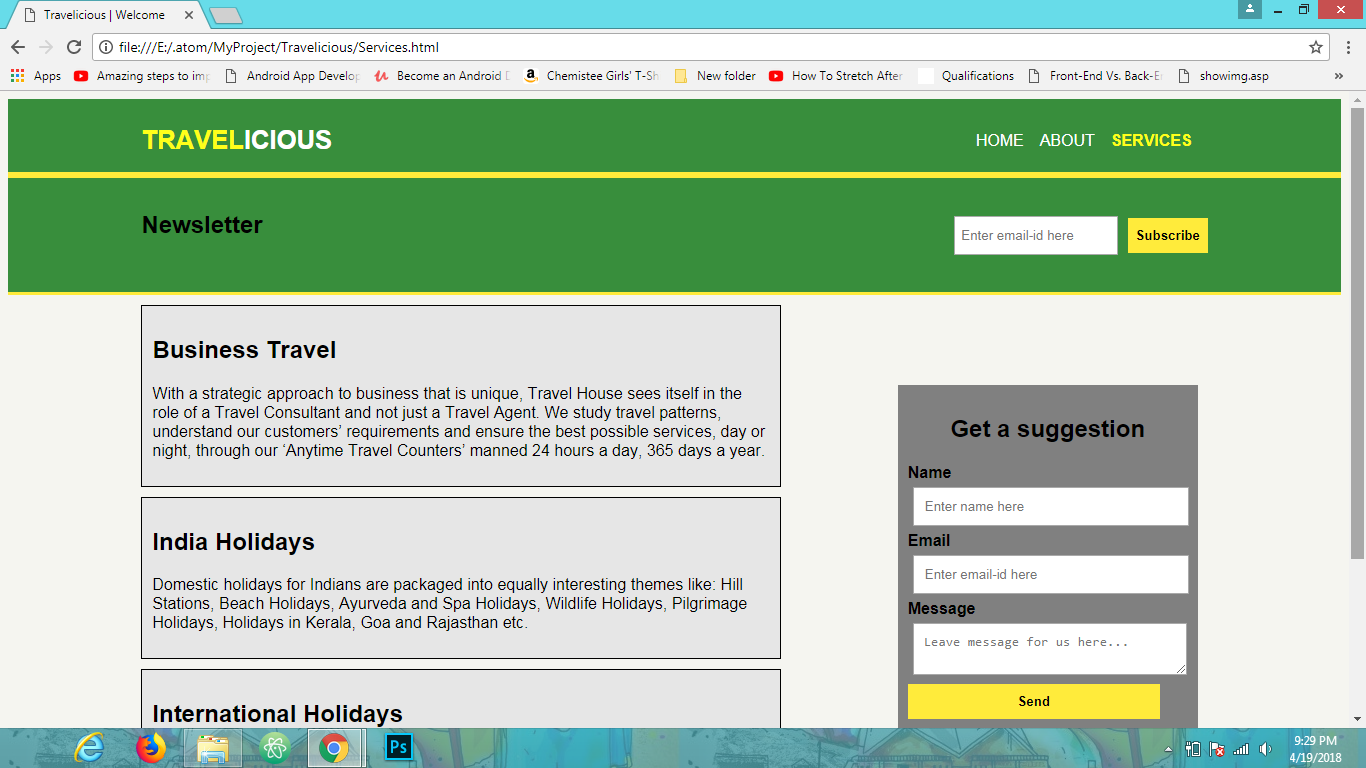 Travelicious | Welcome
file:///E:/.atom/MyProject/Travelicious/Services.html
Apps Amazing steps to imp Android App Develop Become an Android D Chemistee Girls' T-Sh New folder How To Stretch After Qualifications Front-End Vs. Back-E showimg.asp »
TRAVELICIOUS
HOME ABOUT SERVICES
Newsletter
Enter email-id here Subscribe
Business Travel
With a strategic approach to business that is unique, Travel House sees itself in the
role of a Travel Consultant and not just a Travel Agent. We study travel patterns,
understand our customers’ requirements and ensure the best possible services, day or
night, through our ‘Anytime Travel Counters’ manned 24 hours a day, 365 days a year.
India Holidays
Domestic holidays for Indians are packaged into equally interesting themes like: Hill
Stations, Beach Holidays, Ayurveda and Spa Holidays, Wildlife Holidays, Pilgrimage
Holidays, Holidays in Kerala, Goa and Rajasthan etc.
International Holidays
Get a suggestion
Name
Enter name here
Email
Enter email-id here
Message
Leave message for us here...
Send
Ps
9:29 PM
4/19/2018